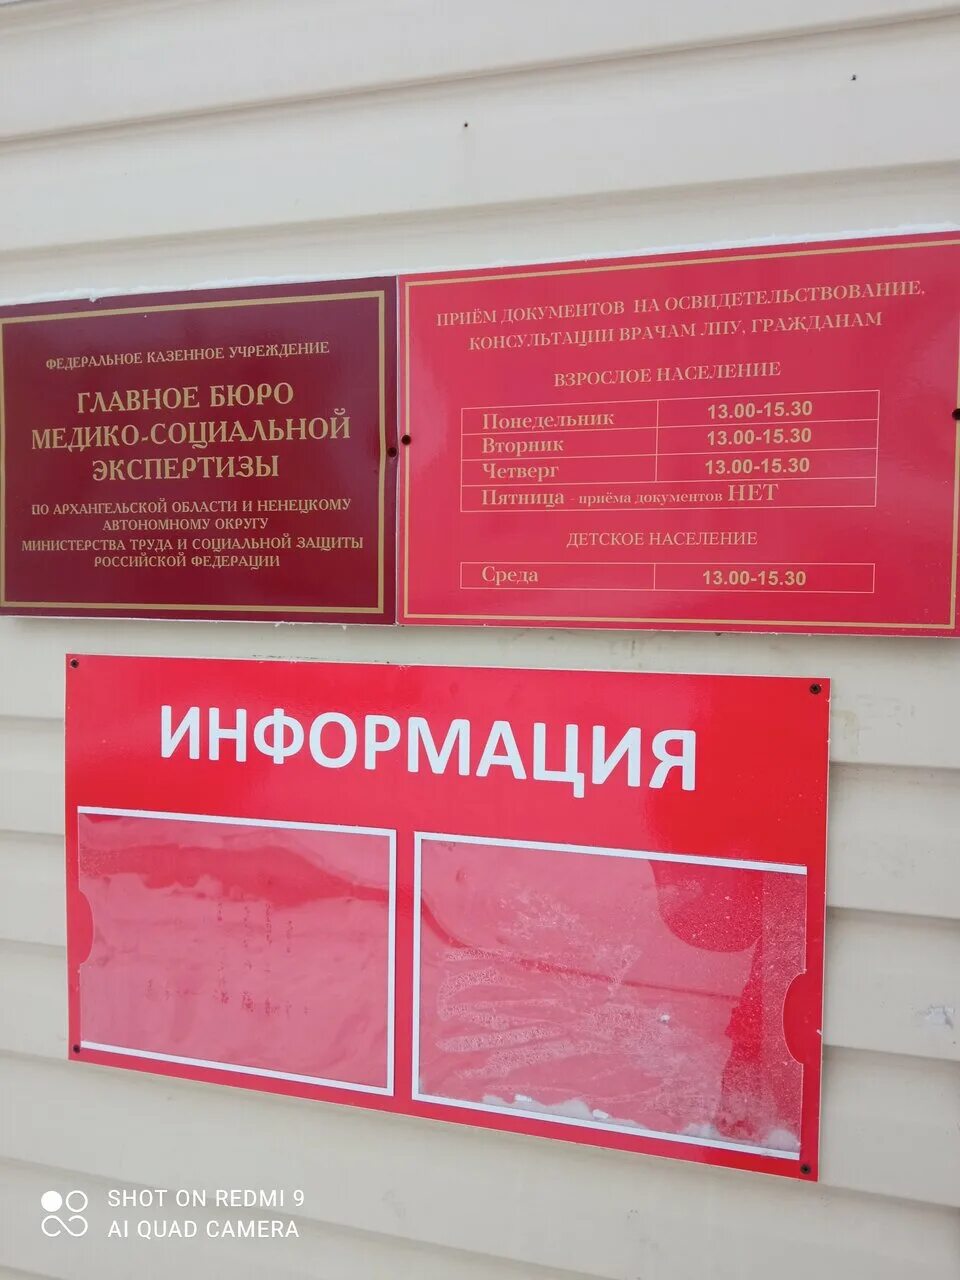 ФЕДЕРАЛЬНОЕ КАЗЕННОЕ УЧРЕЖДЕНИЕ
ГЛАВНОЕ БЮРО
МЕДИКО-СОЦИАЛЬНОЙ
ЭКСПЕРТИЗЫ
ПО АРХАНГЕЛЬСКОЙ ОБЛАСТИ И НЕНЕЦКОМУ
АВТОНОМНОМУ ОКРУГУ
МИНИСТЕРСТВА ТРУДА И СОЦИАЛЬНОЙ ЗАЩИТЫ
РОССИЙСКОЙ ФЕДЕРАЦИИ
ПРИЁМ ДОКУМЕНТОВ НА ОСВИДЕТЕЛЬСТВОВАНИЕ,
КОНСУЛЬТАЦИИ ВРАЧАМ ЛПУ, ГРАЖДАНАМ
ВЗРОСЛОЕ НАСЕЛЕНИЕ
Понедельник 13.00-15.30
Вторник 13.00-15.30
Четверг 13.00-15.30
Пятница - приёма документов НЕТ
ДЕТСКОЕ НАСЕЛЕНИЕ
Среда 13.00-15.30
ИНФОРМАЦИЯ
SHOT ON REDMI 9
AI QUAD CAMERA